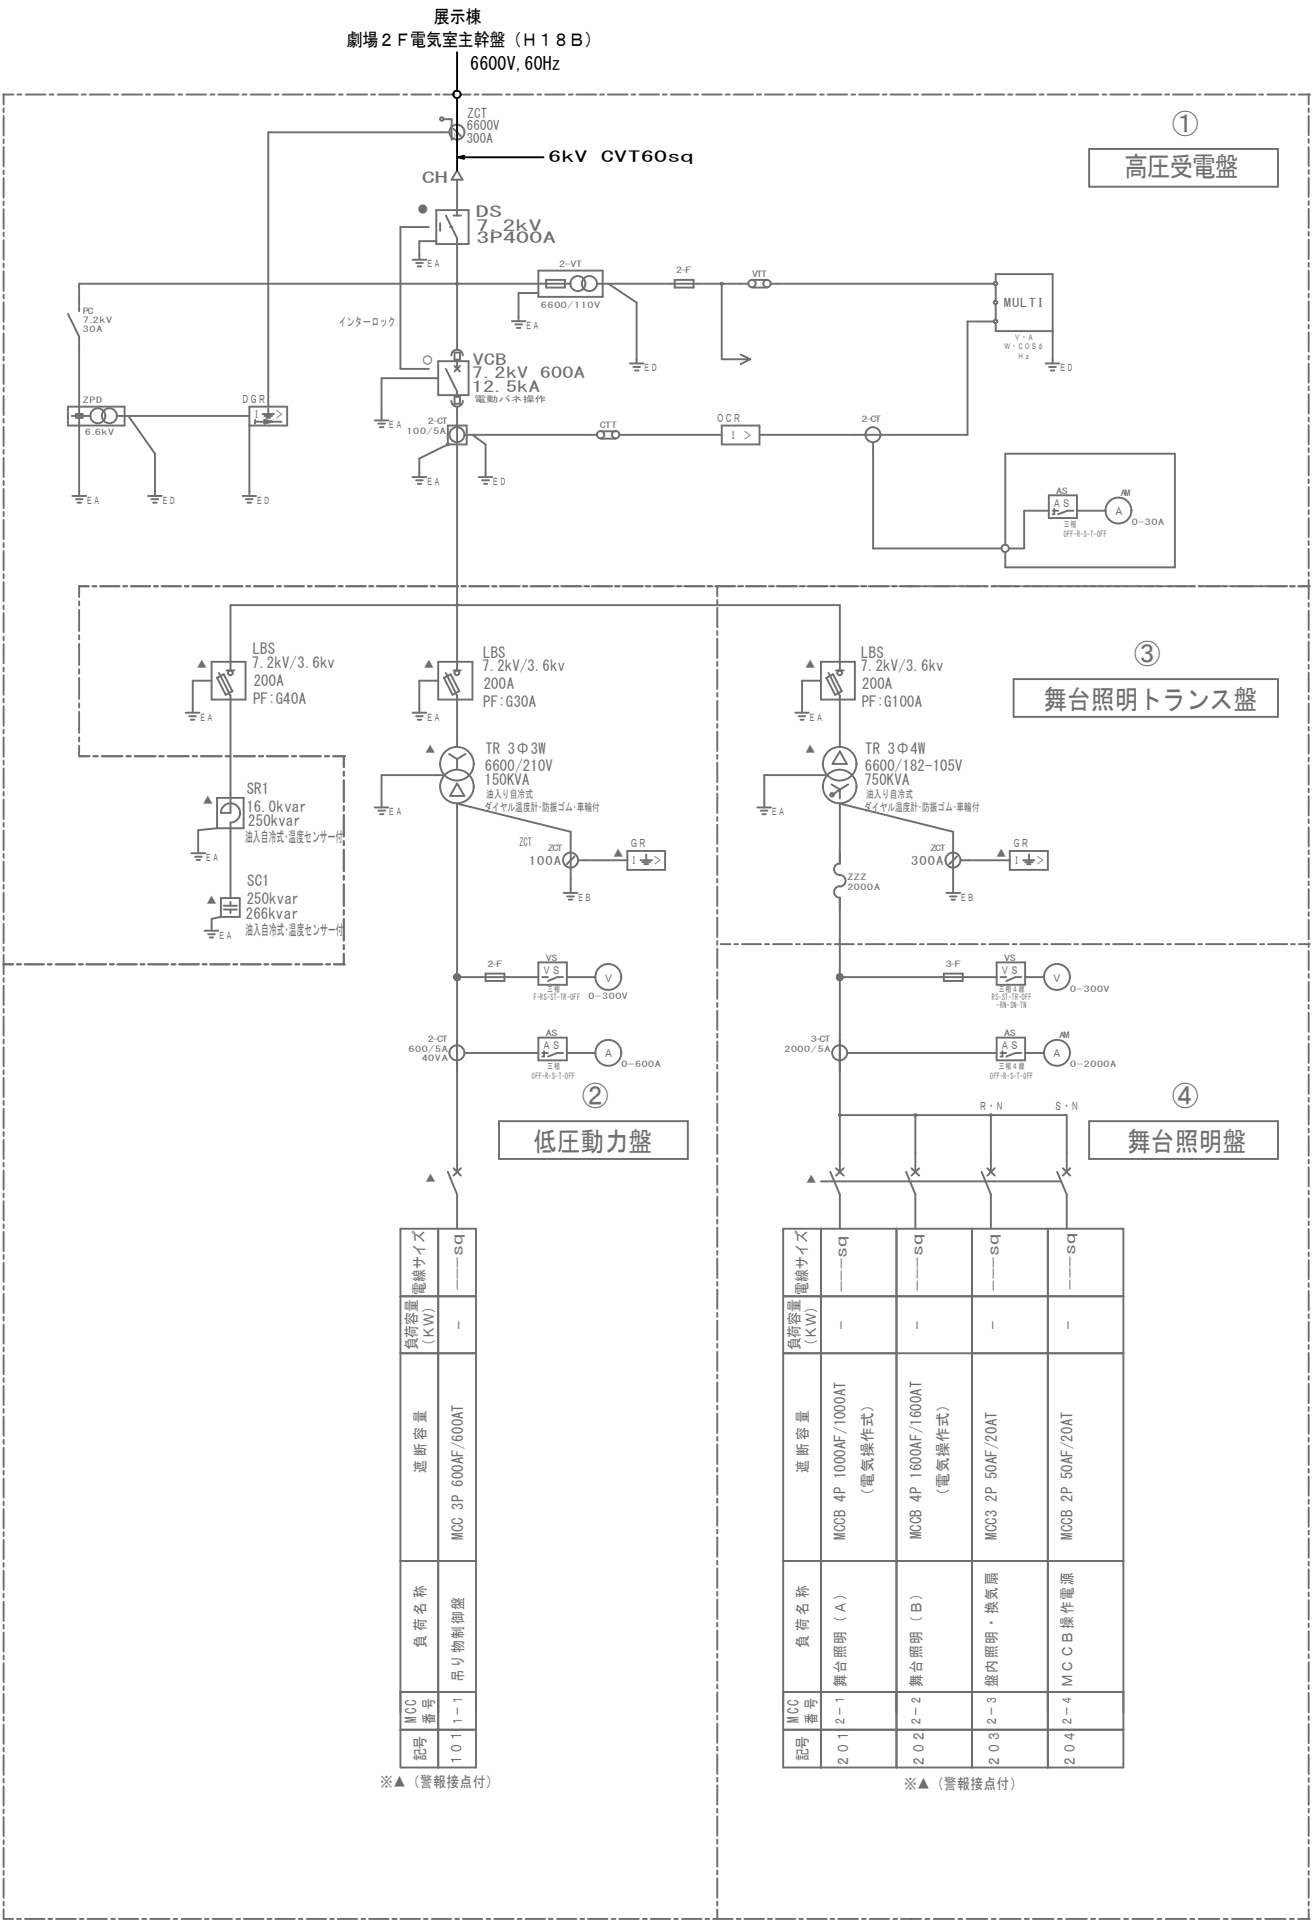 展示棟
劇場2F電気室主幹盤(H18B)
6600V,60Hz
ZCT
6600V
300A
①
高圧受電盤
6kV CVT60sq
CH
DS
7.2kV
3P400A
EA
2-VT
6600/110V
EA
ED
2-F
VTT
MULTI
V・A
W・COSφ
Hz
ED
PC
7.2kV
30A
インターロック
VCB
7.2kV 600A
12.5kA
電動バネ操作
EA
ZPD
6.6kV
DGR
I >
EA
ED
ED
2-CT
100/5A
EA
ED
CTT
OCR
I >
2-CT
AS
AS
三相
OFF-R-S-T-OFF
AM
A
0-30A
LBS
7.2kV/3.6kv
200A
PF:G40A
EA
LBS
7.2kV/3.6kv
200A
PF:G30A
EA
LBS
7.2kV/3.6kv
200A
PF:G100A
EA
③
舞台照明トランス盤
SR1
16.0kvar
250kvar
油入自冷式・温度センサー付
EA
SC1
250kvar
266kvar
油入自冷式・温度センサー付
EA
TR 3Φ3W
6600/210V
150KVA
油入り自冷式
ダイヤル温度計・防振ゴム・車輪付
EA
ZCT
ZCT
100A
GR
I >
EB
TR 3Φ4W
6600/182-105V
750KVA
油入り自冷式
ダイヤル温度計・防振ゴム・車輪付
EA
ZCT
300A
GR
I >
EB
ZZZ
2000A
2-F
VS
VS
三相
F-RS-ST-TR-OFF
V
0-300V
2-CT
600/5A
40VA
AS
AS
三相
OFF-R-S-T-OFF
A
0-600A
②
低圧動力盤
3-F
VS
VS
三相4線
RS-ST-TR-OFF
-RN-SN-TN
V
0-300V
3-CT
2000/5A
AS
AS
三相4線
OFF-R-S-T-OFF
AM
A
0-2000A
R・N
S・N
④
舞台照明盤
▲
▲
電線サイズ
———sq
負荷容量
(KW)
-
遮断容量
MCC 3P 600AF/600AT
負荷名称
吊り物制御盤
MCC
番号
1-1
記号
101
※▲(警報接点付)
電線サイズ
———sq
———sq
———sq
———sq
負荷容量
(KW)
-
-
-
-
遮断容量
MCCB 4P 1000AF/1000AT
(電気操作式)
MCCB 4P 1600AF/1600AT
(電気操作式)
MCC3 2P 50AF/20AT
MCCB 2P 50AF/20AT
負荷名称
舞台照明(A)
舞台照明(B)
盤内照明・換気扇
MCCB操作電源
MCC
番号
2-1
2-2
2-3
2-4
記号
201
202
203
204
※▲(警報接点付)